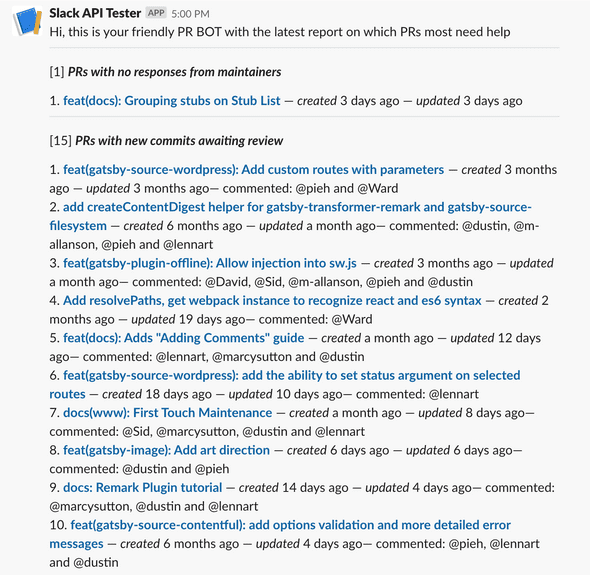 Slack API Tester APP 5:00 PM
Hi, this is your friendly PR BOT with the latest report on which PRs most need help
[1] PRs with no responses from maintainers
1. feat(docs): Grouping stubs on Stub List — created 3 days ago — updated 3 days ago
[15] PRs with new commits awaiting review
1. feat(gatsby-source-wordpress): Add custom routes with parameters — created 3 months
ago — updated 3 months ago— commented: @pieh and @Ward
2. add createContentDigest helper for gatsby-transformer-remark and gatsby-source-
filesystem — created 6 months ago — updated a month ago— commented: @dustin, @m-
allanson, @pieh and @lennart
3. feat(gatsby-plugin-offline): Allow injection into sw.js — created 3 months ago — updated
a month ago— commented: @David, @Sid, @m-allanson, @pieh and @dustin
4. Add resolvePaths, get webpack instance to recognize react and es6 syntax — created 2
months ago — updated 19 days ago— commented: @Ward
5. feat(docs): Adds "Adding Comments" guide — created a month ago — updated 12 days
ago— commented: @lennart, @marcysutton and @dustin
6. feat(gatsby-source-wordpress): add the ability to set status argument on selected
routes — created 18 days ago — updated 10 days ago— commented: @lennart
7. docs(www): First Touch Maintenance — created a month ago — updated 8 days ago—
commented: @Sid, @marcysutton, @dustin and @lennart
8. feat(gatsby-image): Add art direction — created 6 days ago — updated 6 days ago—
commented: @dustin and @pieh
9. docs: Remark Plugin tutorial — created 14 days ago — updated 4 days ago— commented:
@marcysutton, @dustin and @lennart
10. feat(gatsby-source-contentful): add options validation and more detailed error
messages — created 6 months ago — updated 4 days ago— commented: @pieh, @lennart
and @dustin